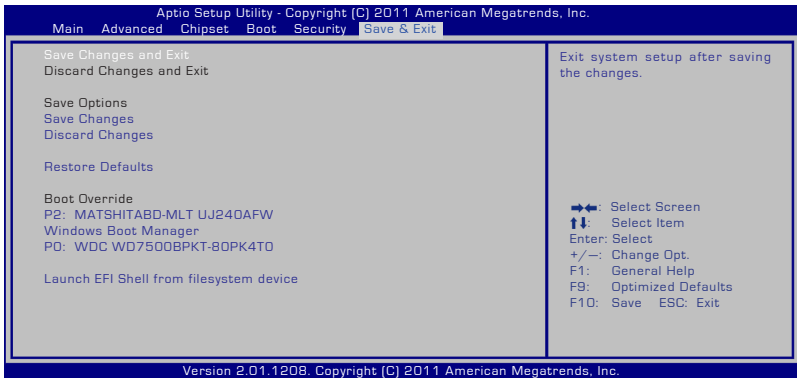 Aptio Setup Utility - Copyright (C) 2011 American Megatrends, Inc.
Main Advanced Chipset Boot Security Save & Exit
Save Changes and Exit
Discard Changes and Exit
Save Options
Save Changes
Discard Changes
Restore Defaults
Boot Override
P2: MATSHITABD-MLT UJ240AFW
Windows Boot Manager
P0: WDC WD7500BPKT-80PK4T0
Launch EFI Shell from filesystem device
Exit system setup after saving
the changes.
→←: Select Screen
↑↓: Select Item
Enter: Select
+/—: Change Opt.
F1: General Help
F9: Optimized Defaults
F10: Save ESC: Exit
Version 2.01.1208. Copyright (C) 2011 American Megatrends, Inc.